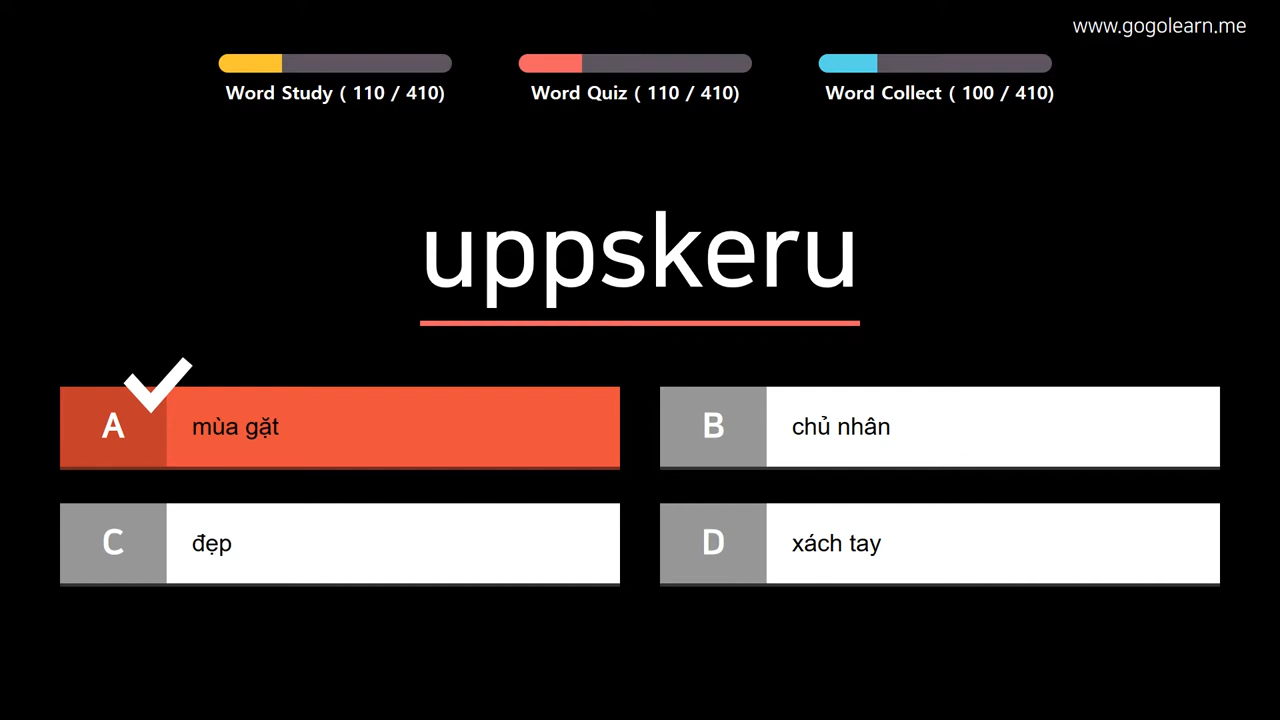 www.gogolearn.me
Word Study ( 110 / 410)
Word Quiz ( 110 / 410)
Word Collect ( 100 / 410)
uppskeru
A mùa gặt
B chủ nhân
C đẹp
D xách tay